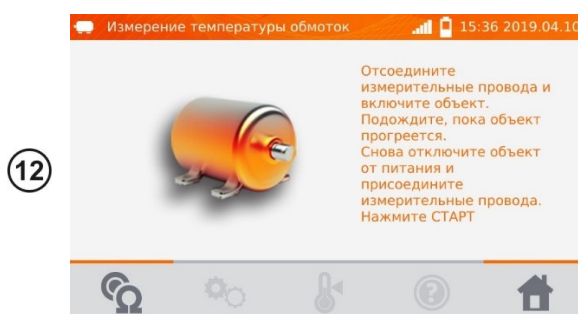 Измерение температуры обмоток 15:36 2019.04.10
Отсоедините
измерительные провода и
включите объект.
Подождите, пока объект
прогреется.
Снова отключите объект
от питания и
присоедините
измерительные провода.
Нажмите СТАРТ
12